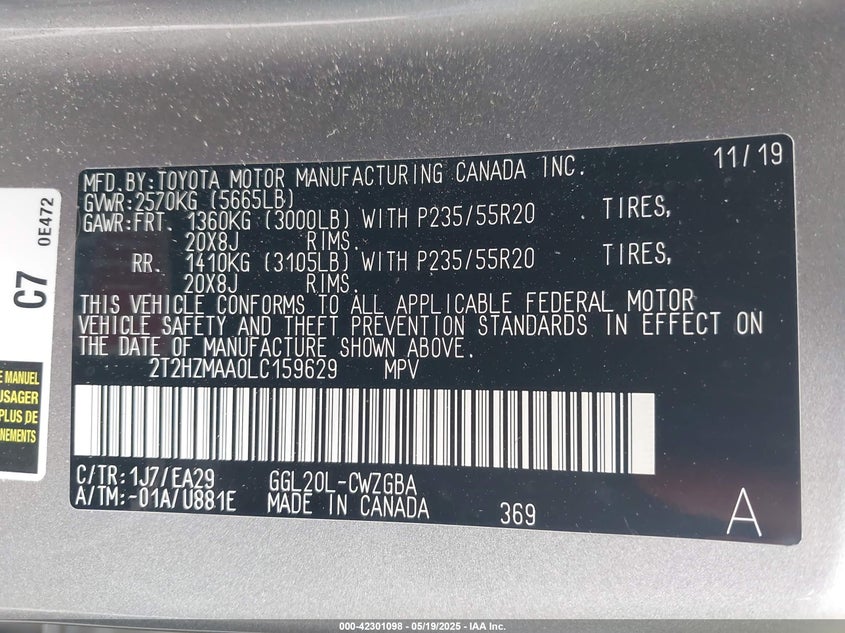 MFD.BY:TOYOTA MOTOR MANUFACTURING CANADA INC. 11/19
GVWR:2570KG (5665LB)
GAWR:FRT. 1360KG (3000LB) WITH P235/55R20 TIRES,
20X8J RIMS.
RR. 1410KG (3105LB) WITH P235/55R20 TIRES,
20X8J RIMS.
THIS VEHICLE CONFORMS TO ALL APPLICABLE FEDERAL MOTOR
VEHICLE SAFETY AND THEFT PREVENTION STANDARDS IN EFFECT ON
THE DATE OF MANUFACTURE SHOWN ABOVE.
2T2HZMAA0LC159629 MPV
C/TR:1J7/EA29 GGL20L-CWZGBA
A/TM:-01A/U881E MADE IN CANADA 369 A
C7 0E472
E MANUEL
USAGER
PLUS DE
NEMENTS
000-42301098 - 05/19/2025 - IAA Inc.